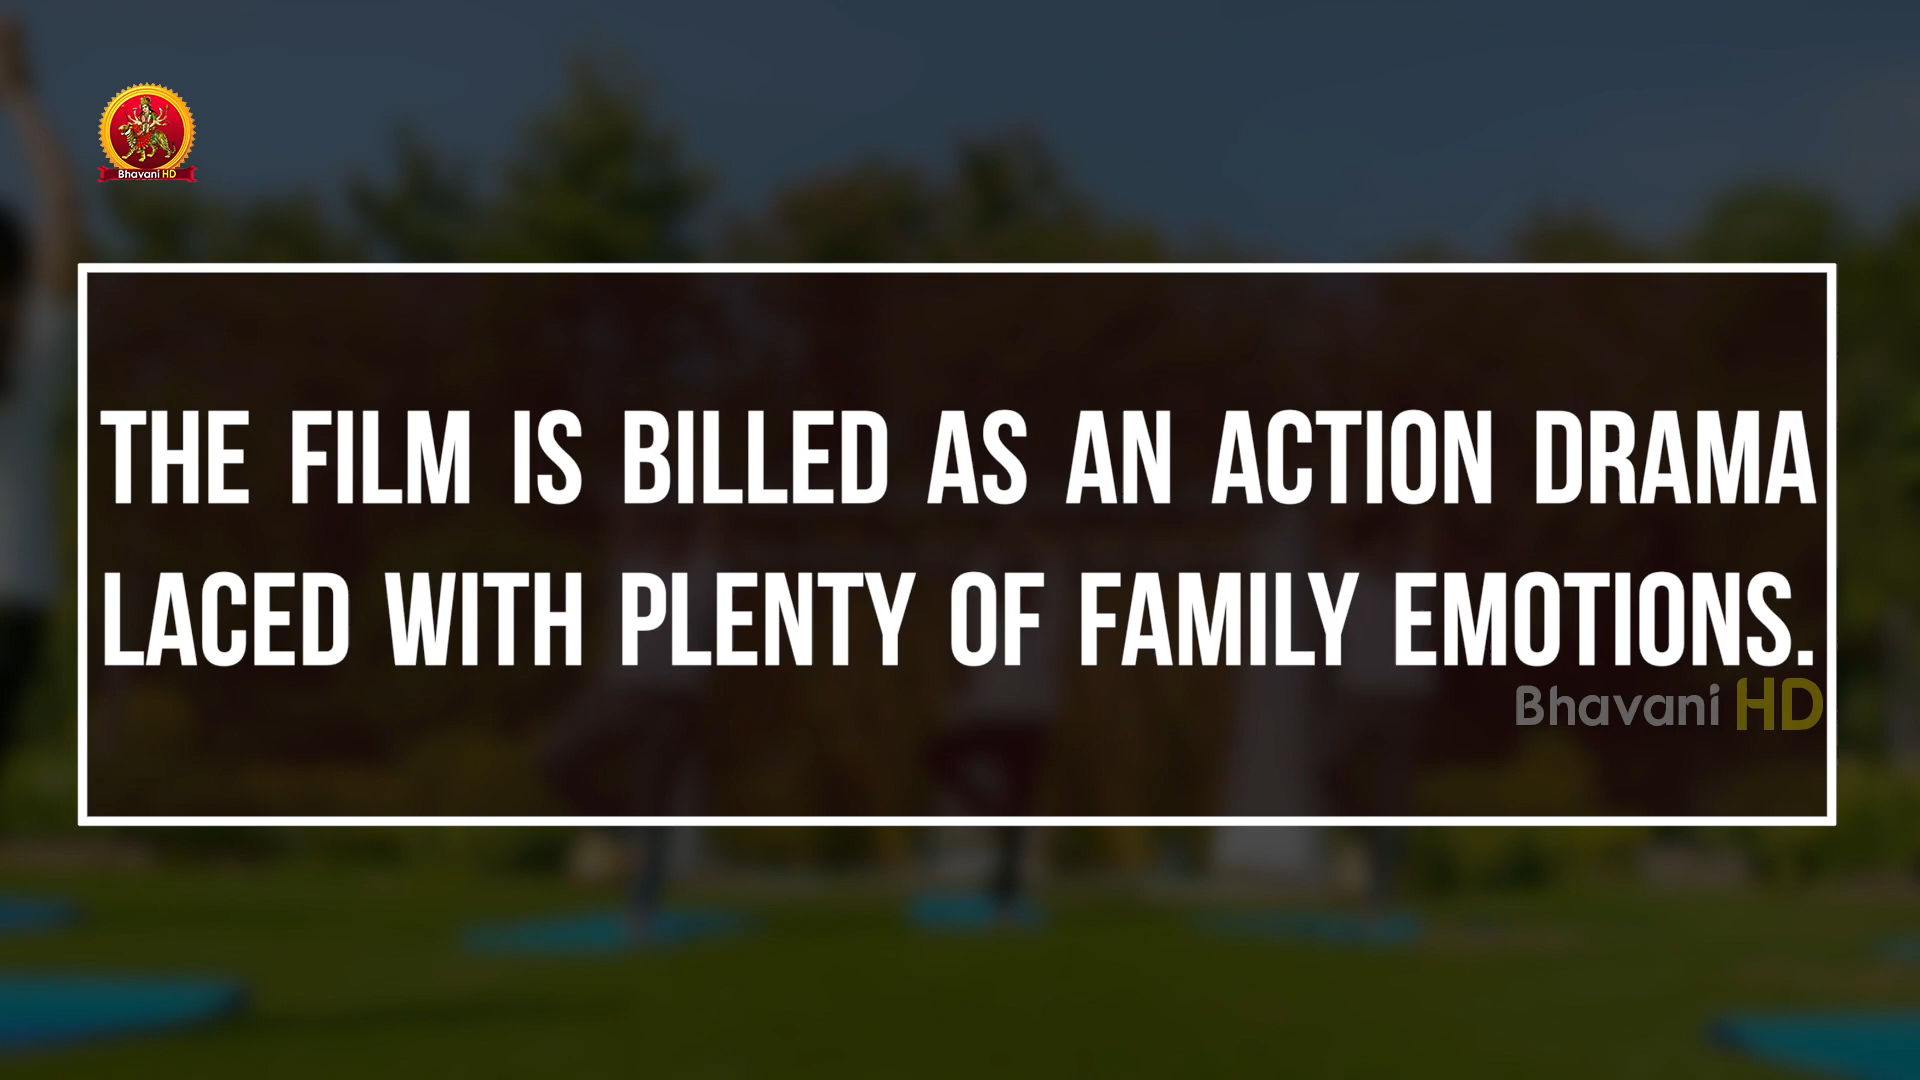 Bhavani HD
THE FILM IS BILLED AS AN ACTION DRAMA
LACED WITH PLENTY OF FAMILY EMOTIONS.
Bhavani HD